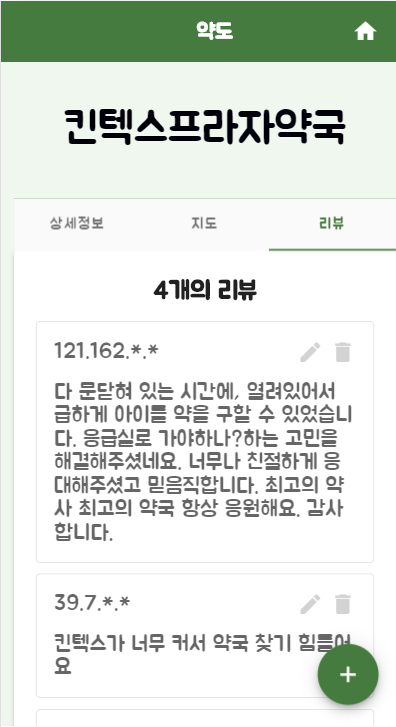 약도
킨텍스프라자약국
상세정보 지도 리뷰
4개의 리뷰
121.162.*.*
다 문닫혀 있는 시간에, 열려있어서
급하게 아이들 약을 구할 수 있었습니
다. 응급실로 가야하나?하는 고민을
해결해주셨네요. 너무나 친절하게 응
대해주셨고 믿음직합니다. 최고의 약
사 최고의 약국 항상 응원해요. 감사
합니다.
39.7.*.*
킨텍스가 너무 커서 약국 찾기 힘들어
요